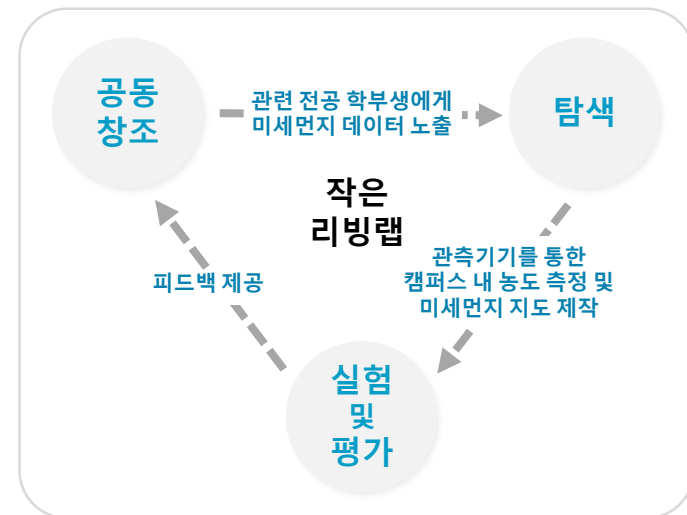 공동
창조
관련 전공 학부생에게
미세먼지 데이터 노출
탐색
작은
리빙랩
관측기기를 통한
캠퍼스 내 농도 측정 및
미세먼지 지도 제작
피드백 제공
실험
및
평가